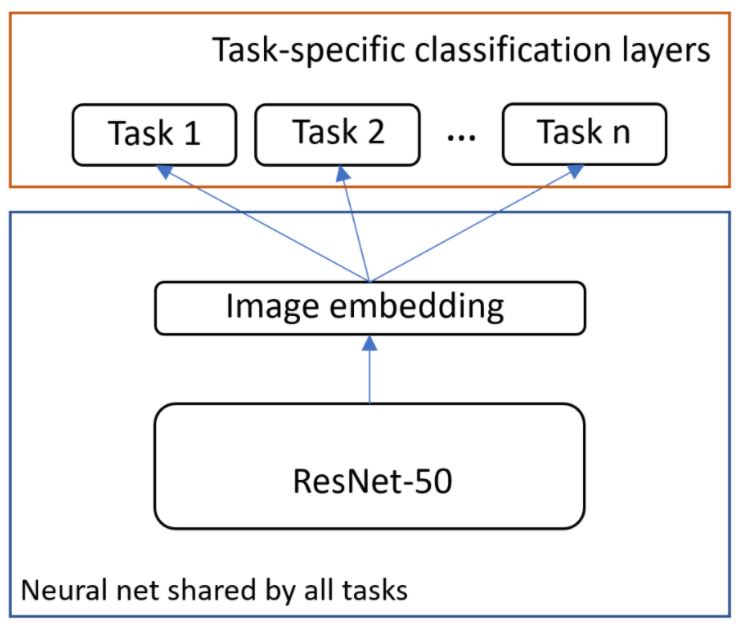 Task-specific classification layers
Task 1 Task 2 ... Task n
Image embedding
ResNet-50
Neural net shared by all tasks